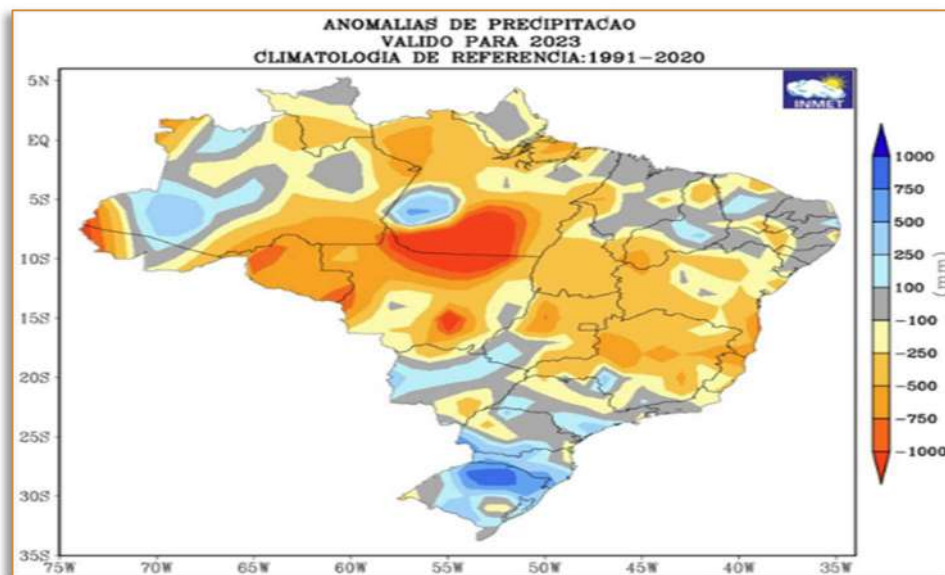 ANOMALIAS DE PRECIPITACAO
VALIDO PARA 2023
CLIMATOLOGIA DE REFERENCIA:1991-2020
INMET
5N
EQ
5S
10S
15S
20S
25S
30S
35S
75W 70W 65W 60W 55W 50W 45W 40W 35W
1000
750
500
250
100
-100
-250
-500
-750
-1000
(mm)